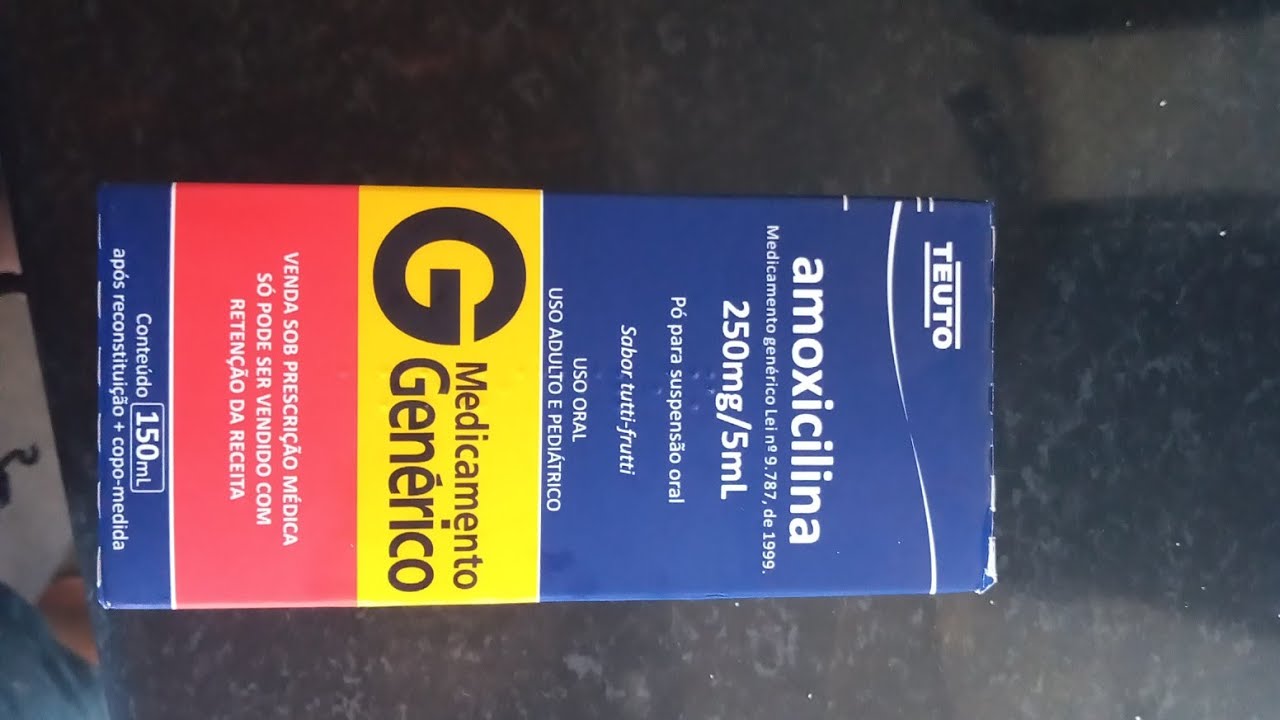 TEUTO
amoxicilina
Medicamento genérico Lei nº 9.787, de 1999.
250mg/5mL
Pó para suspensão oral
Sabor tutti-frutti
USO ORAL
USO ADULTO E PEDIÁTRICO
G Medicamento
Genérico
VENDA SOB PRESCRIÇÃO MÉDICA
SÓ PODE SER VENDIDO COM
RETENÇÃO DA RECEITA
Conteúdo 150mL
após reconstituição + copo-medida